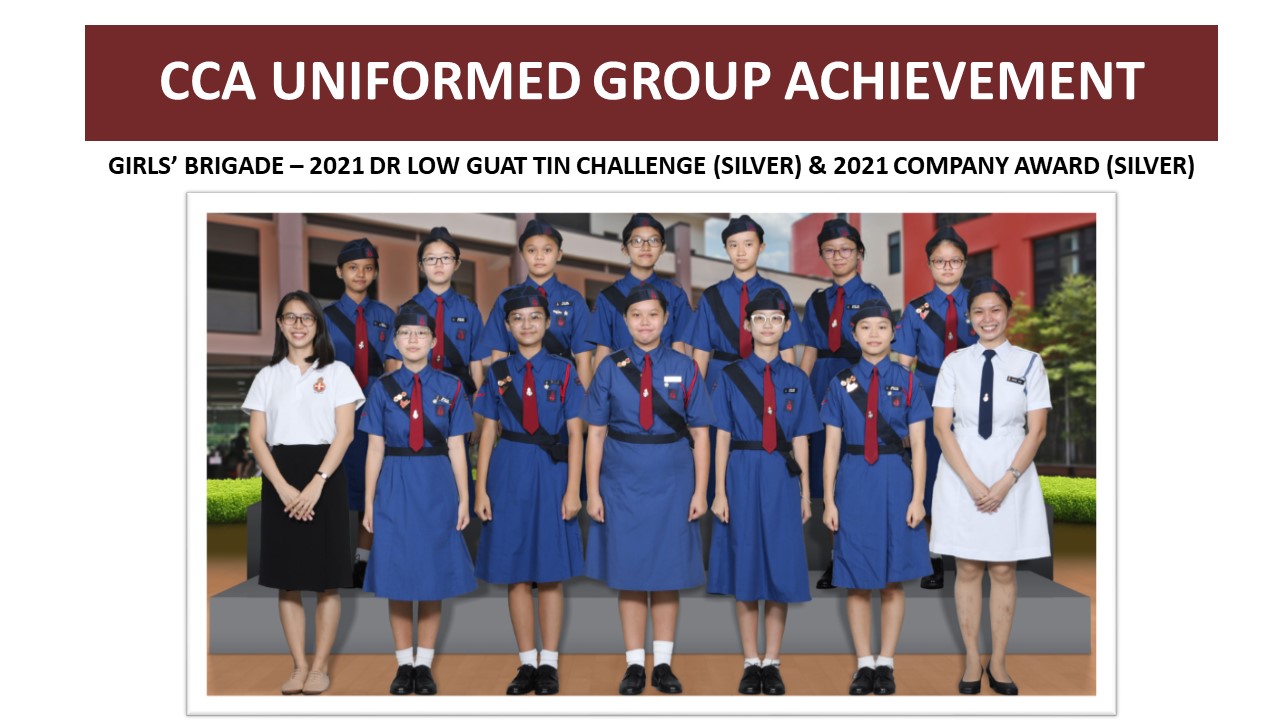 CCA UNIFORMED GROUP ACHIEVEMENT
GIRLS’ BRIGADE – 2021 DR LOW GUAT TIN CHALLENGE (SILVER) & 2021 COMPANY AWARD (SILVER)